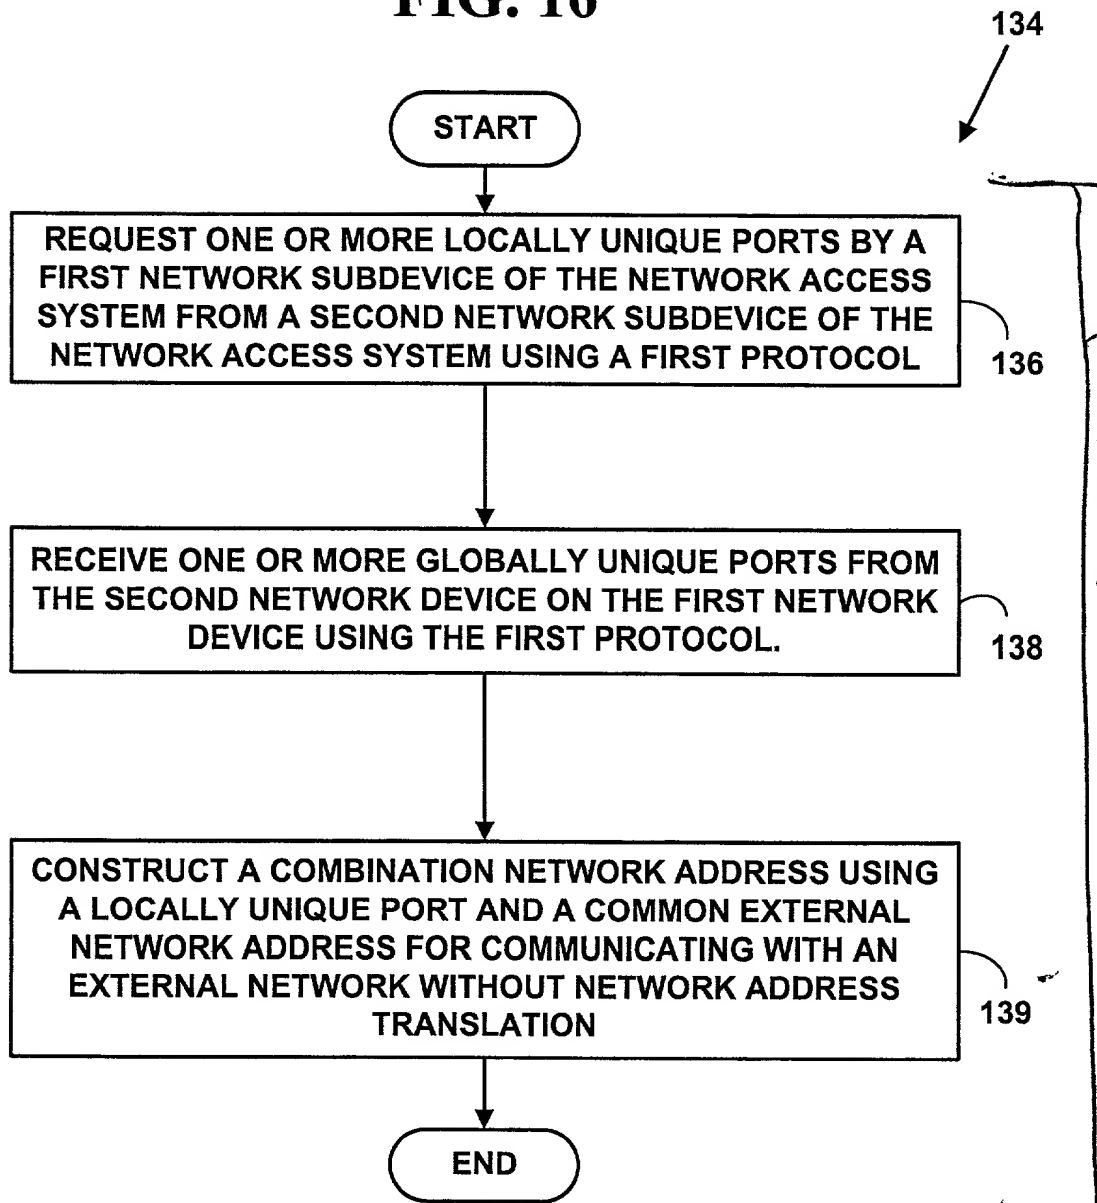 FIG. 16
134
START
REQUEST ONE OR MORE LOCALLY UNIQUE PORTS BY A
FIRST NETWORK SUBDEVICE OF THE NETWORK ACCESS
SYSTEM FROM A SECOND NETWORK SUBDEVICE OF THE
NETWORK ACCESS SYSTEM USING A FIRST PROTOCOL
136
RECEIVE ONE OR MORE GLOBALLY UNIQUE PORTS FROM
THE SECOND NETWORK DEVICE ON THE FIRST NETWORK
DEVICE USING THE FIRST PROTOCOL.
138
CONSTRUCT A COMBINATION NETWORK ADDRESS USING
A LOCALLY UNIQUE PORT AND A COMMON EXTERNAL
NETWORK ADDRESS FOR COMMUNICATING WITH AN
EXTERNAL NETWORK WITHOUT NETWORK ADDRESS
TRANSLATION
139
END